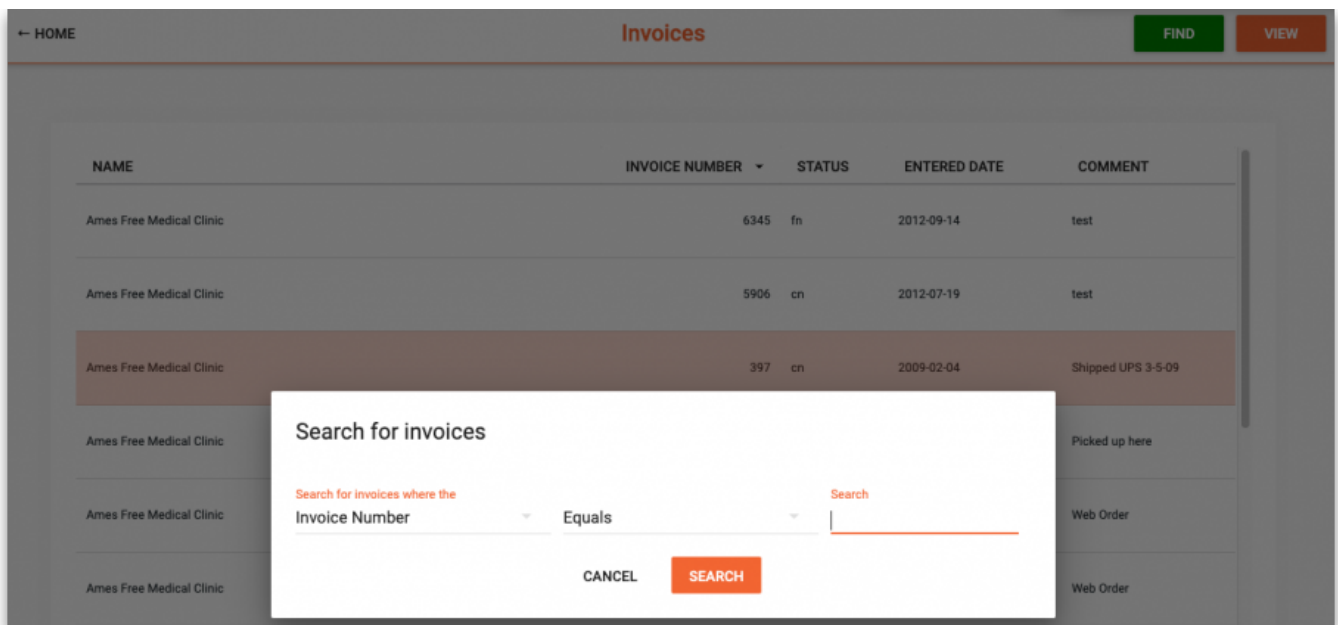 ← HOME Invoices FIND VIEW
NAME INVOICE NUMBER STATUS ENTERED DATE COMMENT
Ames Free Medical Clinic 6345 fn 2012-09-14 test
Ames Free Medical Clinic 5906 cn 2012-07-19 test
Ames Free Medical Clinic 397 cn 2009-02-04 Shipped UPS 3-5-09
Ames Free Medical Clinic Picked up here
Search for invoices
Search for invoices where the Search
Invoice Number Equals
Ames Free Medical Clinic Web Order
CANCEL SEARCH
Ames Free Medical Clinic Web Order